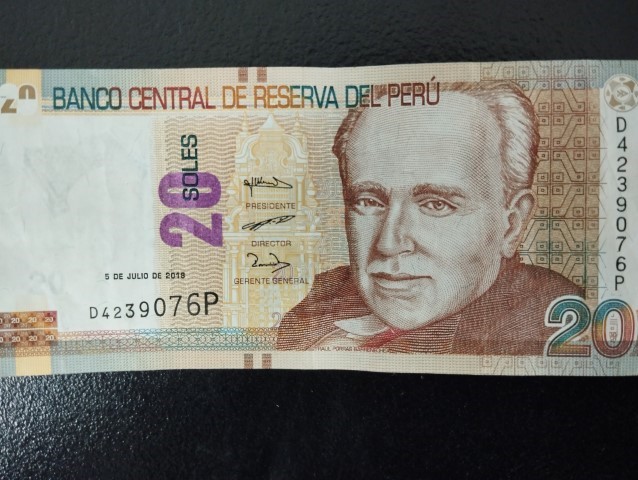 20 BANCO CENTRAL DE RESERVA DEL PERÚ
20 SOLES
PRESIDENTE
DIRECTOR
GERENTE GENERAL
5 DE JULIO DE 2018
D4239076P
D4239076P
20